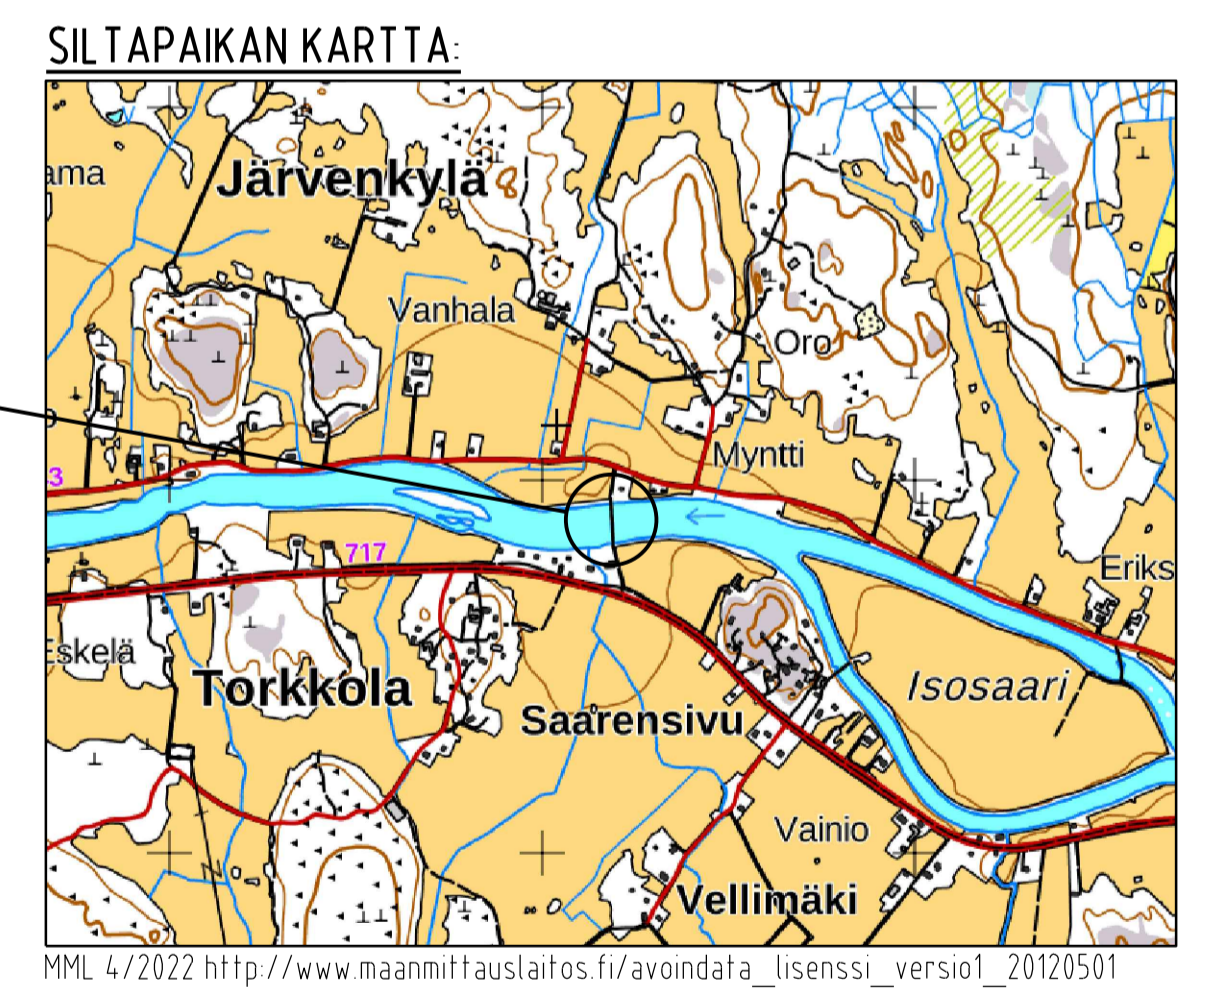 SILTAPAIKAN KARTTA:
ama
Järvenkylä
Vanhala
Oro
Myntti
3
717
Eriks
Eskelä
Torkkola
Isosaari
Saarensivu
Vainio
Vellimäki
MML 4/2022 http://www.maanmittauslaitos.fi/avoindata_lisenssi_versio1_20120501